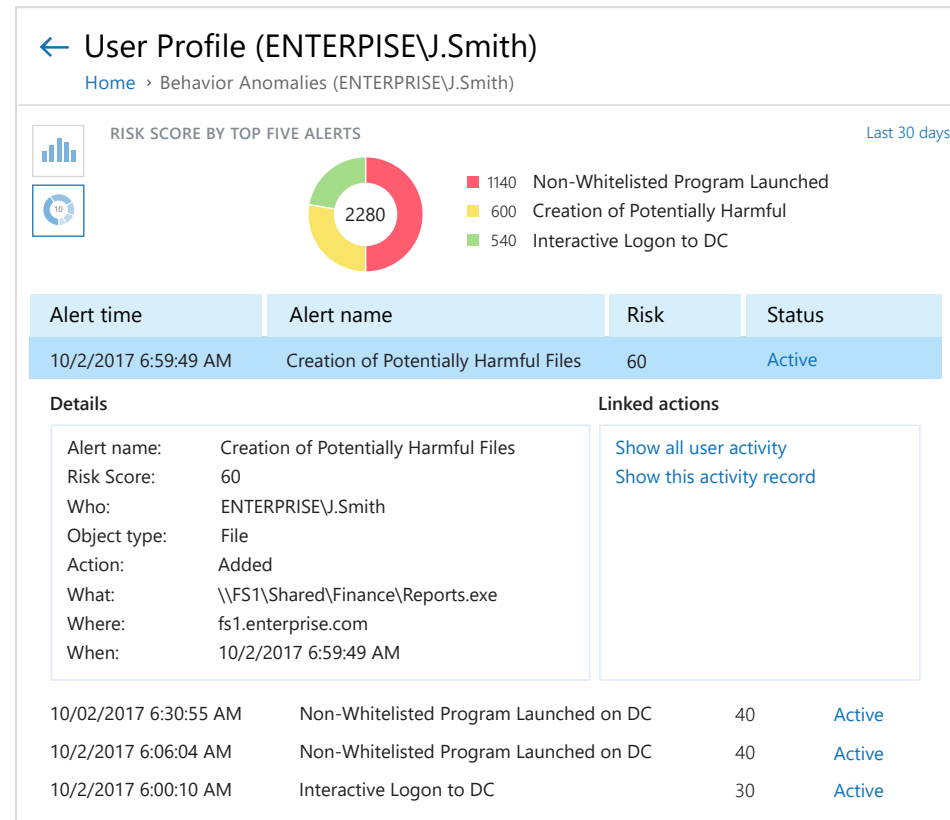 ← User Profile (ENTERPISE\J.Smith)
Home › Behavior Anomalies (ENTERPRISE\J.Smith)
RISK SCORE BY TOP FIVE ALERTS
Last 30 days
10
2280
1140 Non-Whitelisted Program Launched
600 Creation of Potentially Harmful
540 Interactive Logon to DC
Alert time Alert name Risk Status
10/2/2017 6:59:49 AM Creation of Potentially Harmful Files 60 Active
Details Linked actions
Alert name: Creation of Potentially Harmful Files
Risk Score: 60
Who: ENTERPRISE\J.Smith
Object type: File
Action: Added
What: \\FS1\Shared\Finance\Reports.exe
Where: fs1.enterprise.com
When: 10/2/2017 6:59:49 AM
Show all user activity
Show this activity record
10/02/2017 6:30:55 AM Non-Whitelisted Program Launched on DC 40 Active
10/2/2017 6:06:04 AM Non-Whitelisted Program Launched on DC 40 Active
10/2/2017 6:00:10 AM Interactive Logon to DC 30 Active